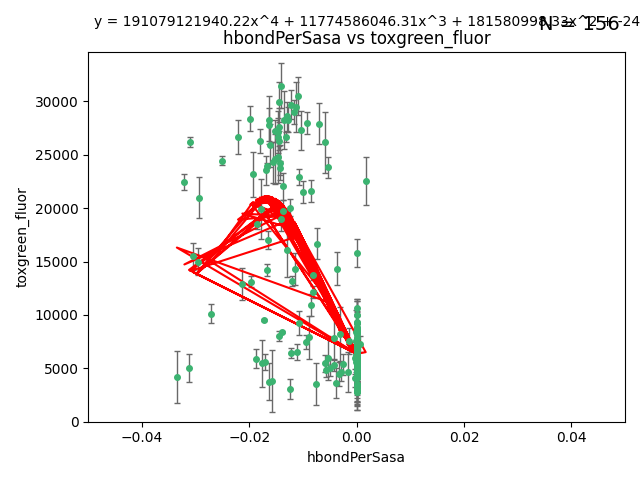 y = 191079121940.22x^4 + 11774586046.31x^3 + 181580998.33x^2 + -24
N = 156
hbondPerSasa vs toxgreen_fluor
30000
25000
20000
15000
10000
5000
0
toxgreen_fluor
−0.04
−0.02
0.00
0.02
0.04
hbondPerSasa